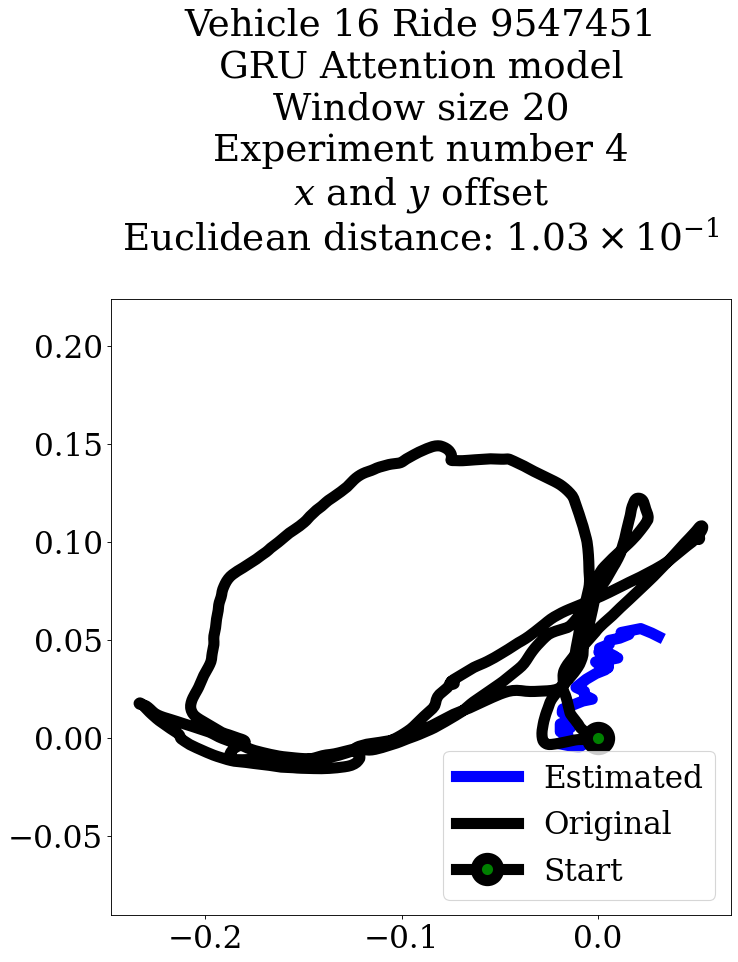 Vehicle 16 Ride 9547451
GRU Attention model
Window size 20
Experiment number 4
x and y offset
Euclidean distance: 1.03 × 10⁻¹
0.20
0.15
0.10
0.05
0.00
−0.05
Estimated
Original
Start
−0.2 −0.1 0.0